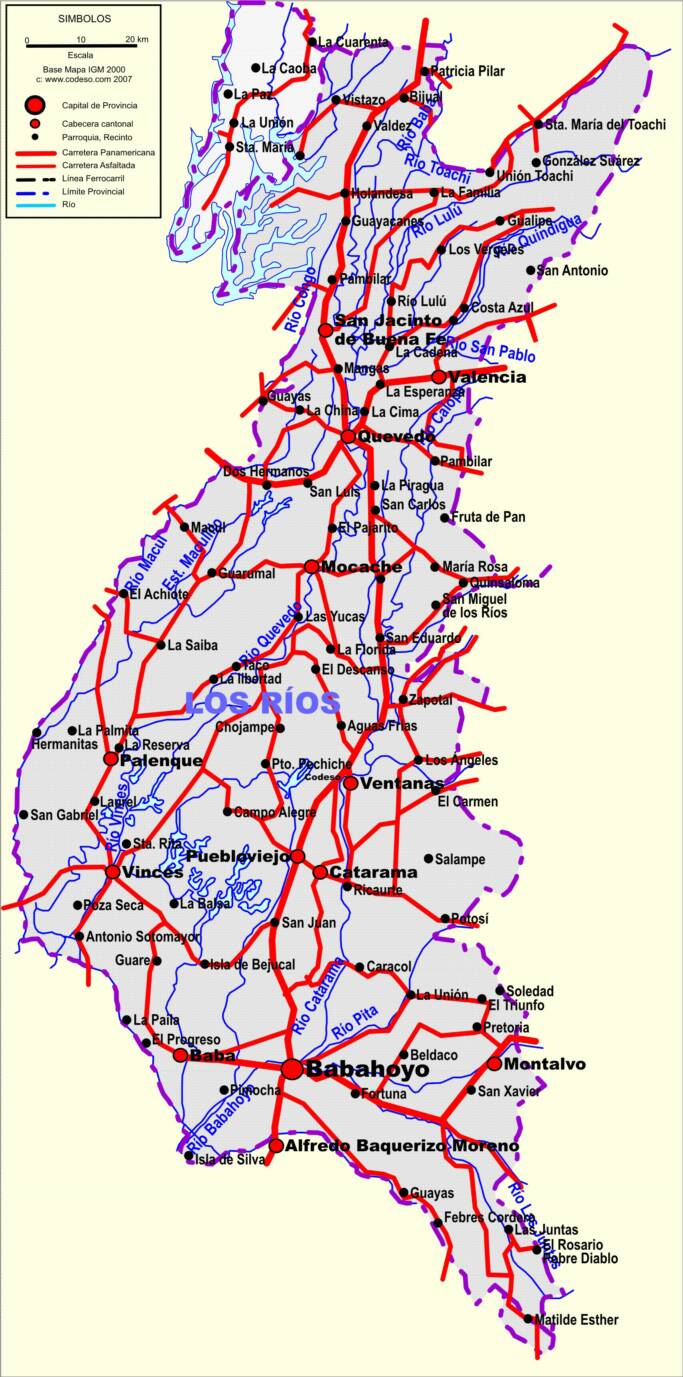 SIMBOLOS
0 10 20 km
Escala
Base Mapa IGM 2000
c: www.codeso.com 2007
Capital de Provincia
Cabecera cantonal
Parroquia, Recinto
Carretera Panamericana
Carretera Asfaltada
Línea Ferrocarril
Límite Provincial
Río
La Cuarenta
La Caoba
Patricia Pilar
La Paz
Vistazo
Bijual
Río Baba
La Unión
Valdez
Sta. María del Toachi
Sta. María
Río Toachi
González Suárez
Unión Toachi
Holandesa
La Familia
Guayacanes
Río Lulú
Gualipe
Quindigua
Los Vergeles
San Antonio
Pambilar
Río Congo
Río Lulú
Costa Azul
San Jacinto
de Buena Fe
La Cadena
Río San Pablo
Mangas
Valencia
La Esperanza
Guayas
La China
La Cima
Río Calope
Quevedo
Pambilar
Dos Hermanos
San Luis
La Piragua
San Carlos
Fruta de Pan
Macul
El Pajarito
Río Macul
Est. Maculillo
Mocache
María Rosa
Guarumal
Quinsaloma
El Achiote
San Miguel
de los Ríos
Las Yucas
Río Quevedo
San Eduardo
La Saiba
La Florida
Taco
El Descanso
La libertad
LOS RÍOS
Zapotal
Chojampe
Aguas Frías
La Palmita
Hermanitas
La Reserva
Palenque
Pto. Pechiche
Los Ángeles
Codeso
Ventanas
Laurel
El Carmen
San Gabriel
Río Vinces
Campo Alegre
Sta. Rita
Puebloviejo
Salampe
Vinces
Catarama
Ricaurte
Poza Seca
La Balsa
Potosí
San Juan
Antonio Sotomayor
Guare
Isla de Bejucal
Caracol
Río Catarama
La Unión
Soledad
El Triunfo
La Paila
Río Pita
Pretoria
El Progreso
Baba
Beldaco
Babahoyo
Montalvo
Pimocha
Fortuna
San Xavier
Río Babahoyo
Alfredo Baquerizo Moreno
Isla de Silva
Guayas
Río Las Juntas
Febres Cordero
Las Juntas
El Rosario
Pobre Diablo
Matilde Esther